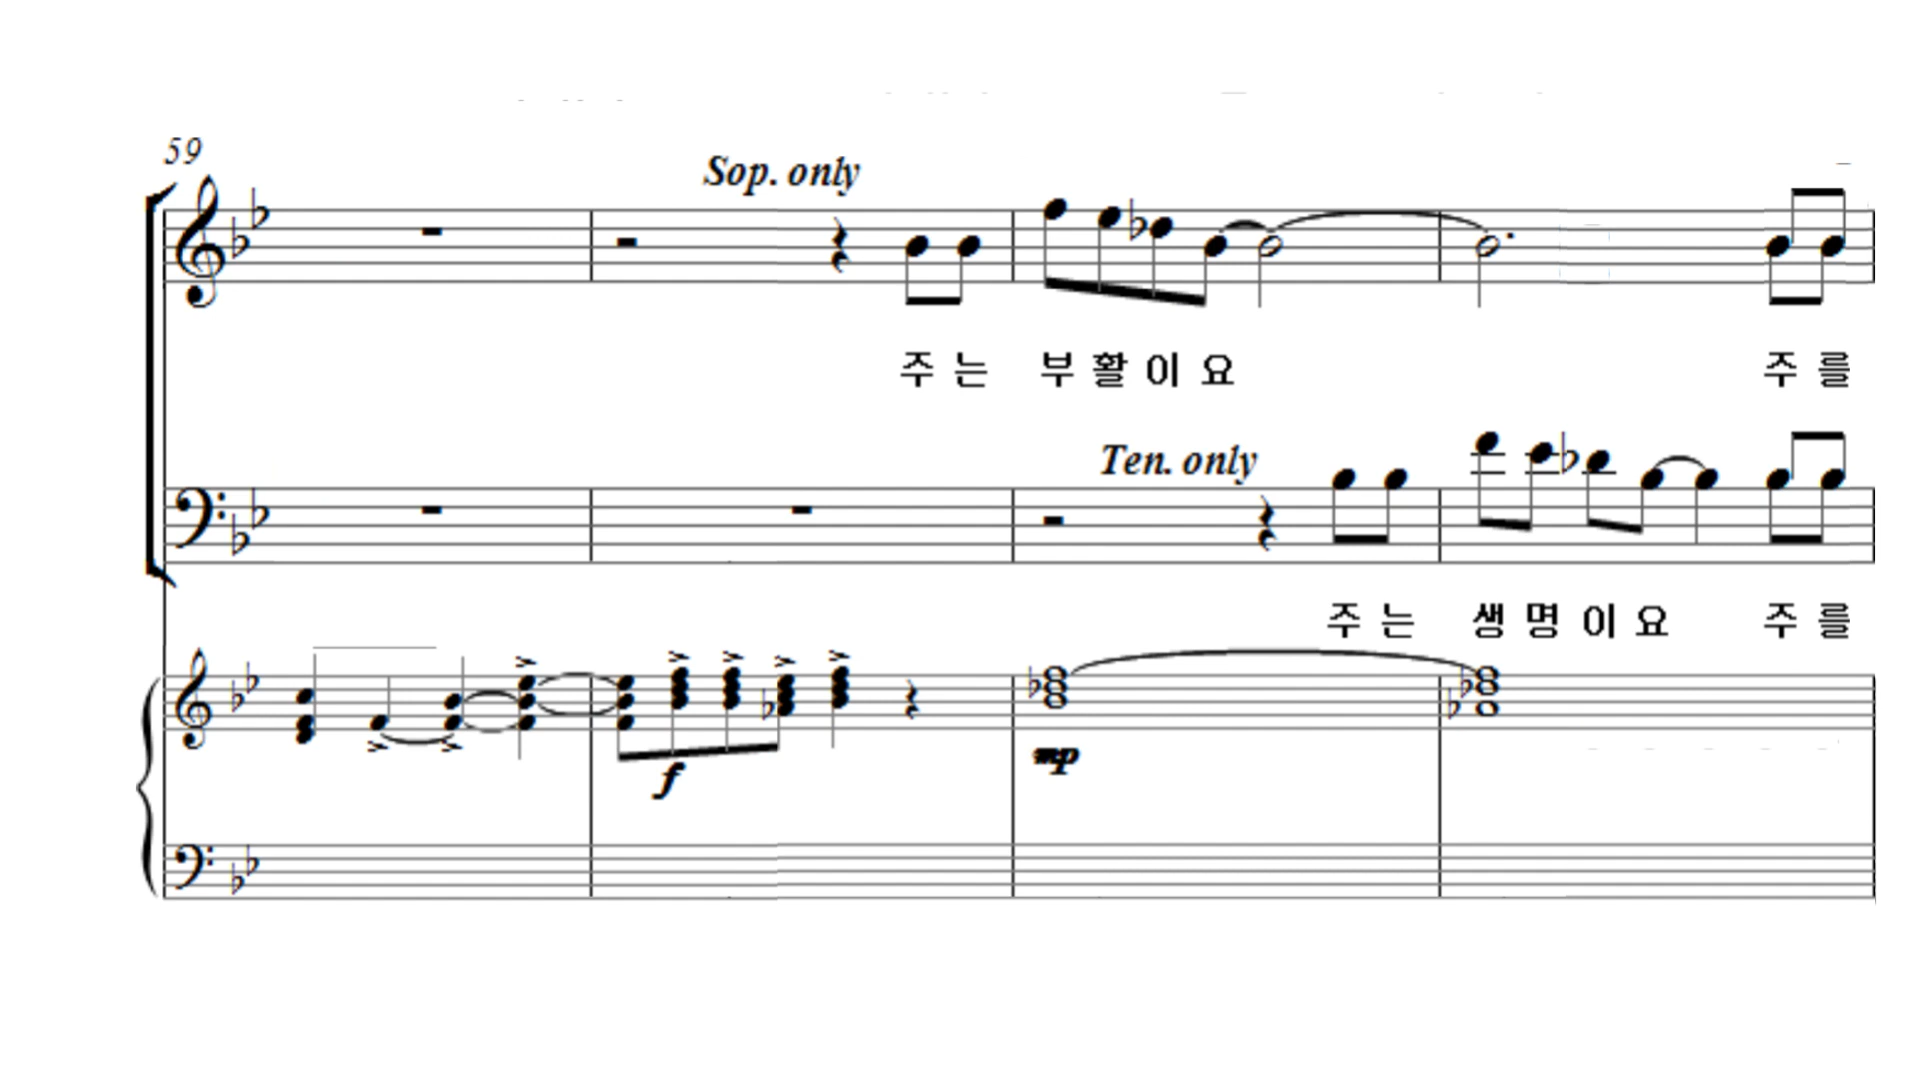 59
Sop. only
주 는 부 활 이 요 주 를
Ten. only
주 는 생 명 이 요 주 를
f
mp